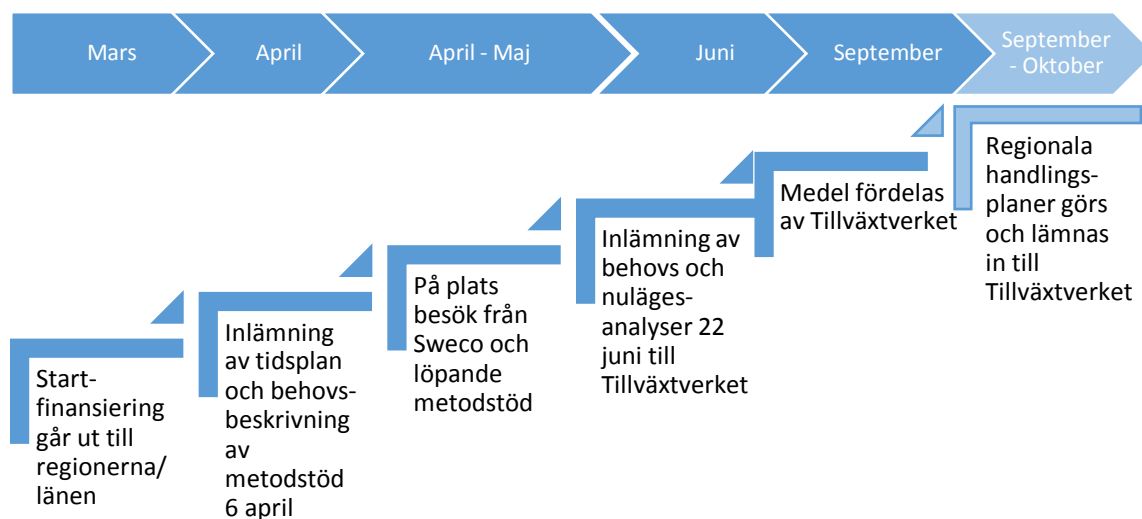 Mars
April
April - Maj
Juni
September
September
- Oktober
Start-
finansiering
går ut till
regionerna/
länen
Inlämning
av tidsplan
och behovs-
beskrivning
av
metodstöd
6 april
På plats
besök från
Sweco och
löpande
metodstöd
Inlämning av
behovs och
nuläges-
analyser 22
juni till
Tillväxtverket
Medel fördelas
av Tillväxtverket
Regionala
handlings-
planer görs
och lämnas
in till
Tillväxtverket